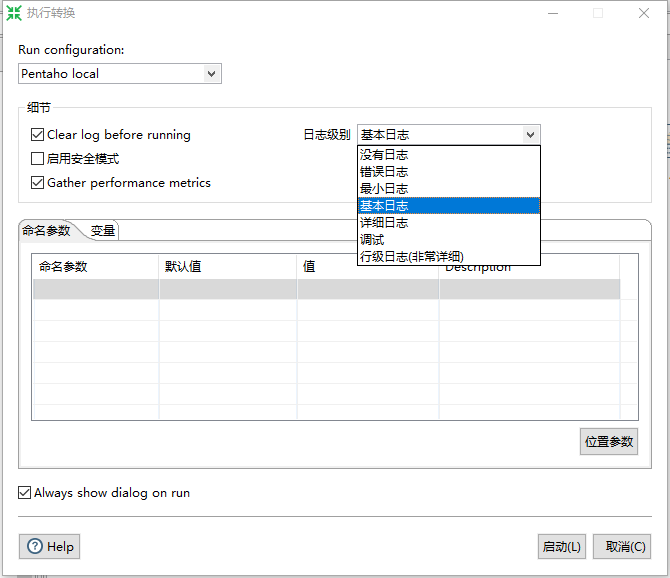 执行转换
Run configuration:
Pentaho local
细节
Clear log before running
日志级别 基本日志
没有日志
启用安全模式
错误日志
最小日志
Gather performance metrics
基本日志
详细日志
命名参数 变量
调试
行级日志(非常详细)
命名参数 默认值 值 Description
位置参数
Always show dialog on run
Help 启动(L) 取消(C)